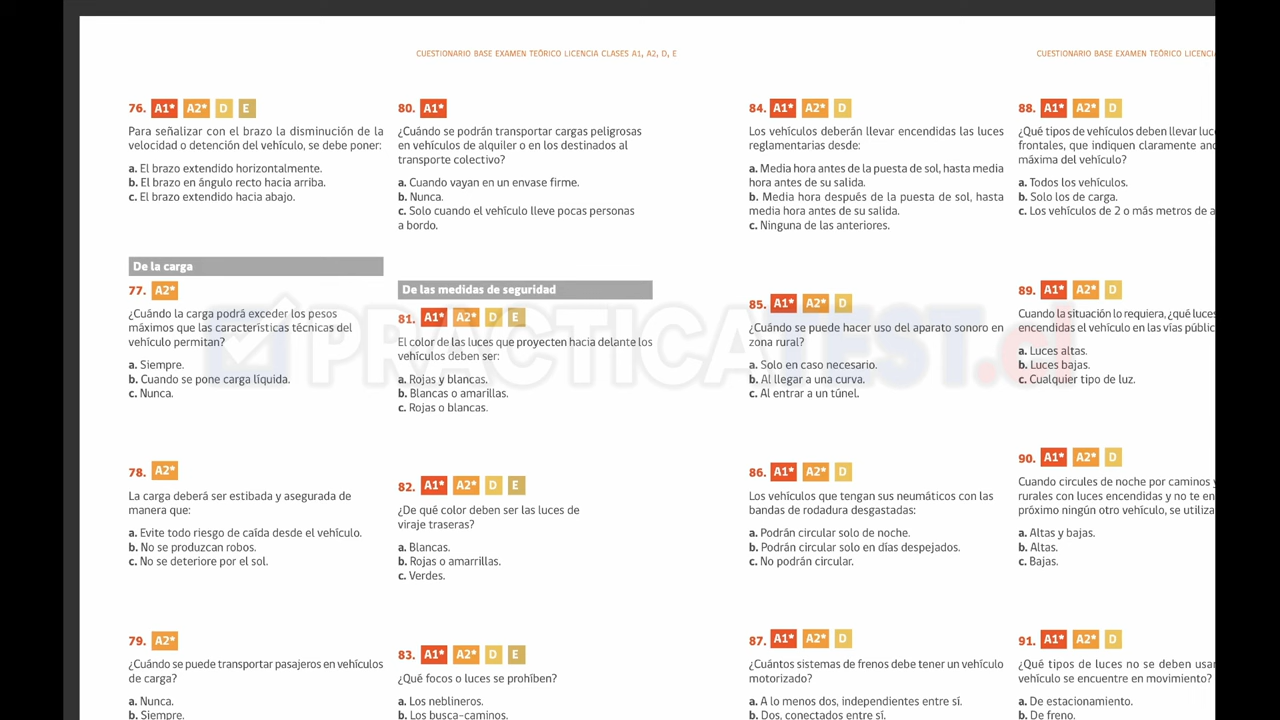 CUESTIONARIO BASE EXAMEN TEÓRICO LICENCIA CLASES A1, A2, D, E
76. A1* A2* D E
Para señalizar con el brazo la disminución de la
velocidad o detención del vehículo, se debe poner:
a. El brazo extendido horizontalmente.
b. El brazo en ángulo recto hacia arriba.
c. El brazo extendido hacia abajo.
De la carga
77. A2*
¿Cuándo la carga podrá exceder los pesos
máximos que las características técnicas del
vehículo permitan?
a. Siempre.
b. Cuando se pone carga líquida.
c. Nunca.
78. A2*
La carga deberá ser estibada y asegurada de
manera que:
a. Evite todo riesgo de caída desde el vehículo.
b. No se produzcan robos.
c. No se deteriore por el sol.
79. A2*
¿Cuándo se puede transportar pasajeros en vehículos
de carga?
a. Nunca.
b. Siempre.
80. A1*
¿Cuándo se podrán transportar cargas peligrosas
en vehículos de alquiler o en los destinados al
transporte colectivo?
a. Cuando vayan en un envase firme.
b. Nunca.
c. Solo cuando el vehículo lleve pocas personas
a bordo.
De las medidas de seguridad
81. A1* A2* D E
El color de las luces que proyecten hacia delante los
vehículos deben ser:
a. Rojas y blancas.
b. Blancas o amarillas.
c. Rojas o blancas.
82. A1* A2* D E
¿De qué color deben ser las luces de
viraje traseras?
a. Blancas.
b. Rojas o amarrillas.
c. Verdes.
83. A1* A2* D E
¿Qué focos o luces se prohíben?
a. Los neblineros.
b. Los busca-caminos.
CUESTIONARIO BASE EXAMEN TEÓRICO LICENCIA
84. A1* A2* D
Los vehículos deberán llevar encendidas las luces
reglamentarias desde:
a. Media hora antes de la puesta de sol, hasta media
hora antes de su salida.
b. Media hora después de la puesta de sol, hasta
media hora antes de su salida.
c. Ninguna de las anteriores.
85. A1* A2* D
¿Cuándo se puede hacer uso del aparato sonoro en
zona rural?
a. Solo en caso necesario.
b. Al llegar a una curva.
c. Al entrar a un túnel.
86. A1* A2* D
Los vehículos que tengan sus neumáticos con las
bandas de rodadura desgastadas:
a. Podrán circular solo de noche.
b. Podrán circular solo en días despejados.
c. No podrán circular.
87. A1* A2* D
¿Cuántos sistemas de frenos debe tener un vehículo
motorizado?
a. A lo menos dos, independientes entre sí.
b. Dos, conectados entre sí.
88. A1* A2* D
¿Qué tipos de vehículos deben llevar luc
frontales, que indiquen claramente anc
máxima del vehículo?
a. Todos los vehículos.
b. Solo los de carga.
c. Los vehículos de 2 o más metros de a
89. A1* A2* D
Cuando la situación lo requiera, ¿qué luces
encendidas el vehículo en las vías públic
a. Luces altas.
b. Luces bajas.
c. Cualquier tipo de luz.
90. A1* A2* D
Cuando circules de noche por caminos y
rurales con luces encendidas y no te en
próximo ningún otro vehículo, se utiliza
a. Altas y bajas.
b. Altas.
c. Bajas.
91. A1* A2* D
¿Qué tipos de luces no se deben usar
vehículo se encuentre en movimiento?
a. De estacionamiento.
b. De freno.
PRACTICATEST.cl